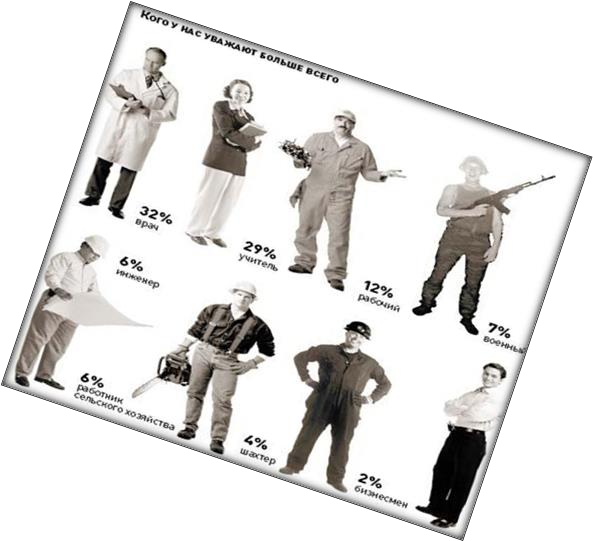 Кого у нас уважают больше всего
32%
врач
29%
учитель
12%
рабочий
7%
военный
6%
инженер
6%
работник
сельского хозяйства
4%
шахтер
2%
бизнесмен